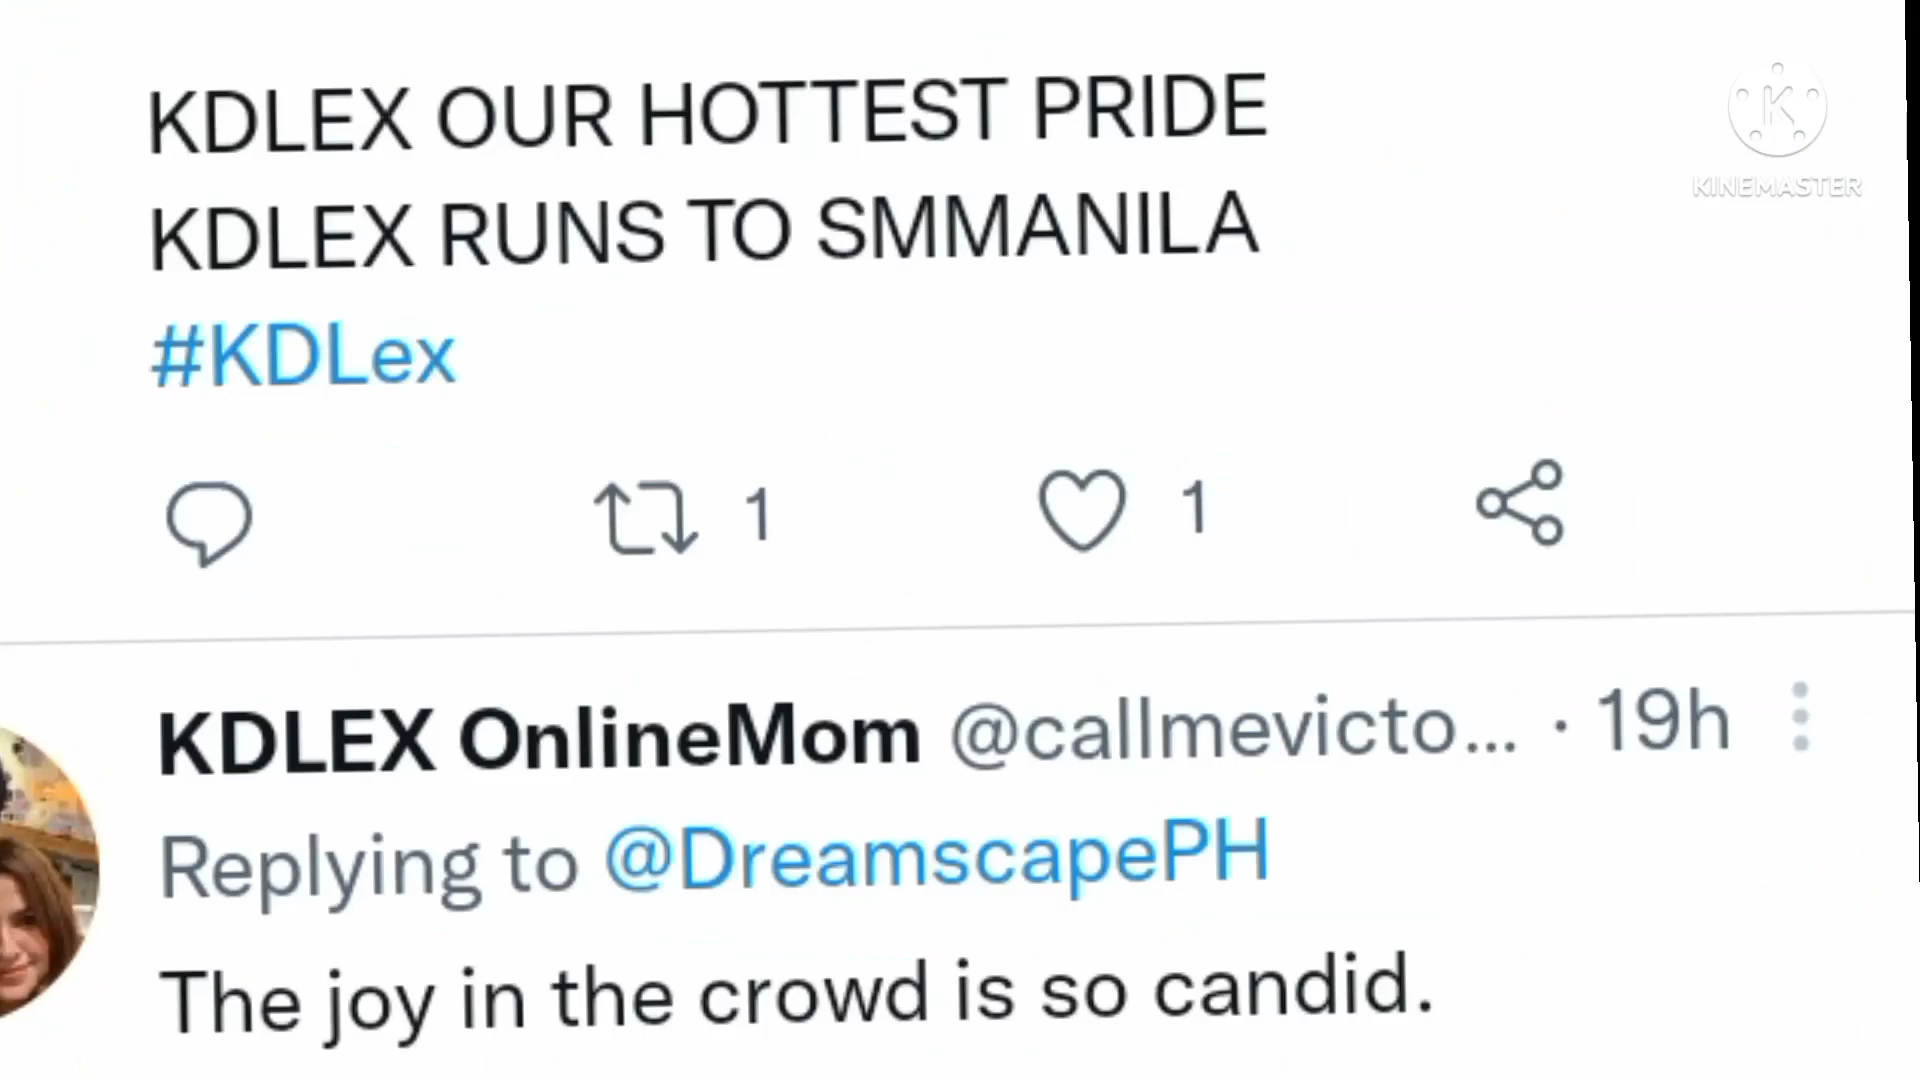 KDLEX OUR HOTTEST PRIDE
KDLEX RUNS TO SMMANILA
#KDLex
1 1
KDLEX OnlineMom @callmevicto... · 19h
Replying to @DreamscapePH
The joy in the crowd is so candid.
K
KINEMASTER